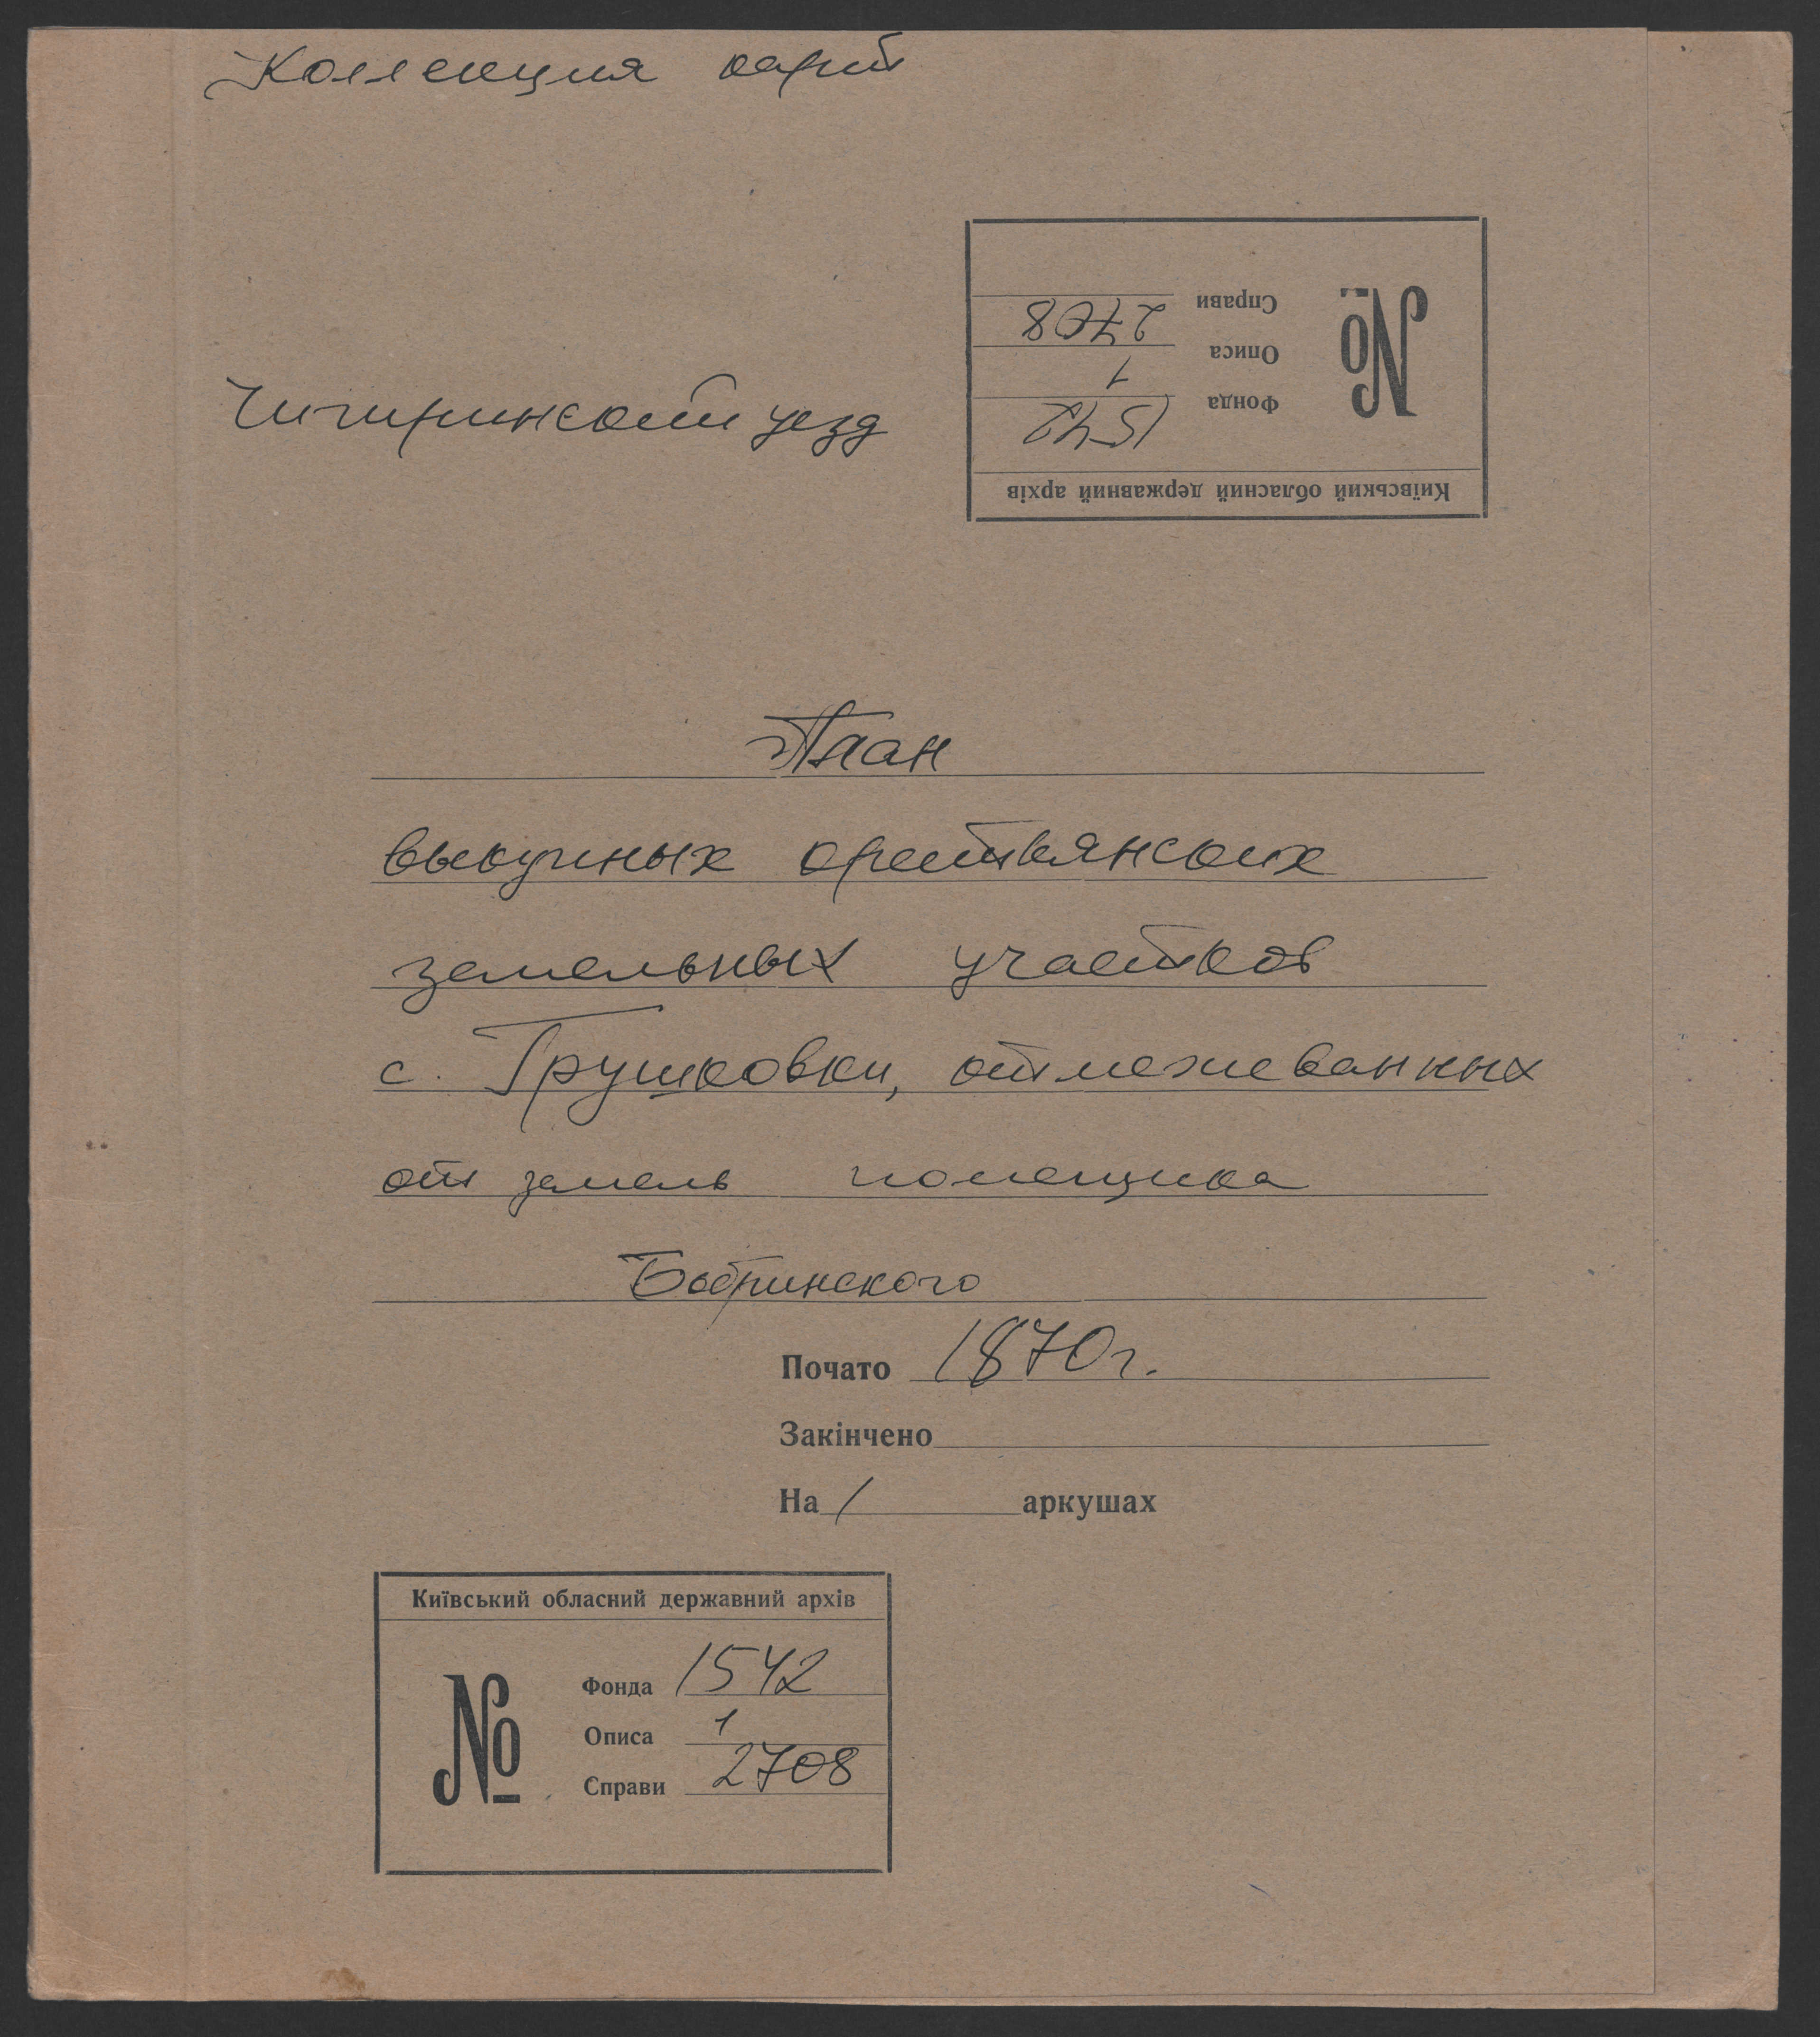 Коллекция карт
Київський обласний державний архів
№
Фонда 1542
Описа 1
Справи 2708
Чигиринский уезд
План
выкупных крестьянских
земельных участков
с. Грушковки, отмежеванных
от земель помещика
Бобринского
Почато 1870 г.
Закінчено
На 1 аркушах
Київський обласний державний архів
№
Фонда 1542
Описа 1
Справи 2708